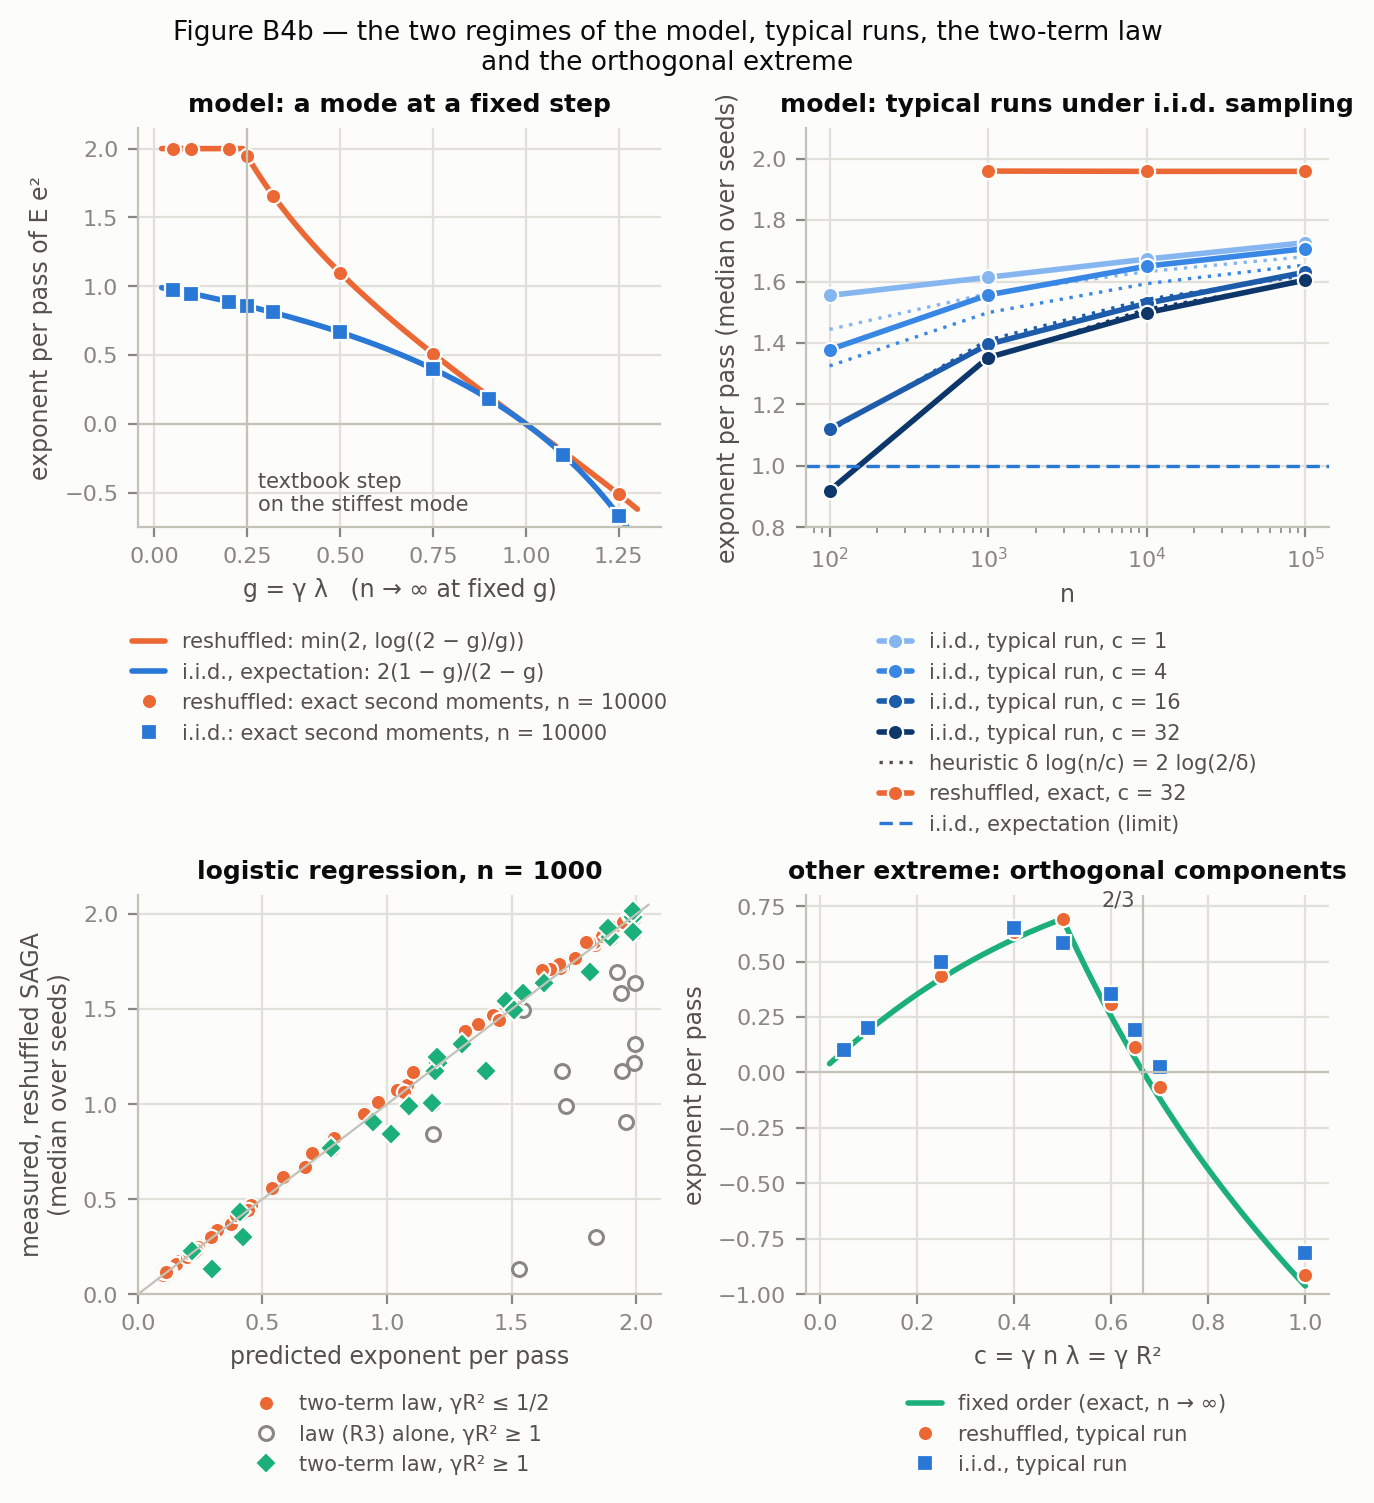 Figure B4b — the two regimes of the model, typical runs, the two-term law
and the orthogonal extreme
model: a mode at a fixed step
exponent per pass of E e²
2.0
1.5
1.0
0.5
0.0
−0.5
textbook step
on the stiffest mode
0.00
0.25
0.50
0.75
1.00
1.25
g = γ λ (n → ∞ at fixed g)
reshuffled: min(2, log((2 − g)/g))
i.i.d., expectation: 2(1 − g)/(2 − g)
reshuffled: exact second moments, n = 10000
i.i.d.: exact second moments, n = 10000
model: typical runs under i.i.d. sampling
exponent per pass (median over seeds)
2.0
1.8
1.6
1.4
1.2
1.0
0.8
10²
10³
10⁴
10⁵
n
i.i.d., typical run, c = 1
i.i.d., typical run, c = 4
i.i.d., typical run, c = 16
i.i.d., typical run, c = 32
heuristic δ log(n/c) = 2 log(2/δ)
reshuffled, exact, c = 32
i.i.d., expectation (limit)
logistic regression, n = 1000
measured, reshuffled SAGA
(median over seeds)
2.0
1.5
1.0
0.5
0.0
0.0
0.5
1.0
1.5
2.0
predicted exponent per pass
two-term law, γR² ≤ 1/2
law (R3) alone, γR² ≥ 1
two-term law, γR² ≥ 1
other extreme: orthogonal components
2/3
exponent per pass
0.75
0.50
0.25
0.00
−0.25
−0.50
−0.75
−1.00
0.0
0.2
0.4
0.6
0.8
1.0
c = γ n λ = γ R²
fixed order (exact, n → ∞)
reshuffled, typical run
i.i.d., typical run